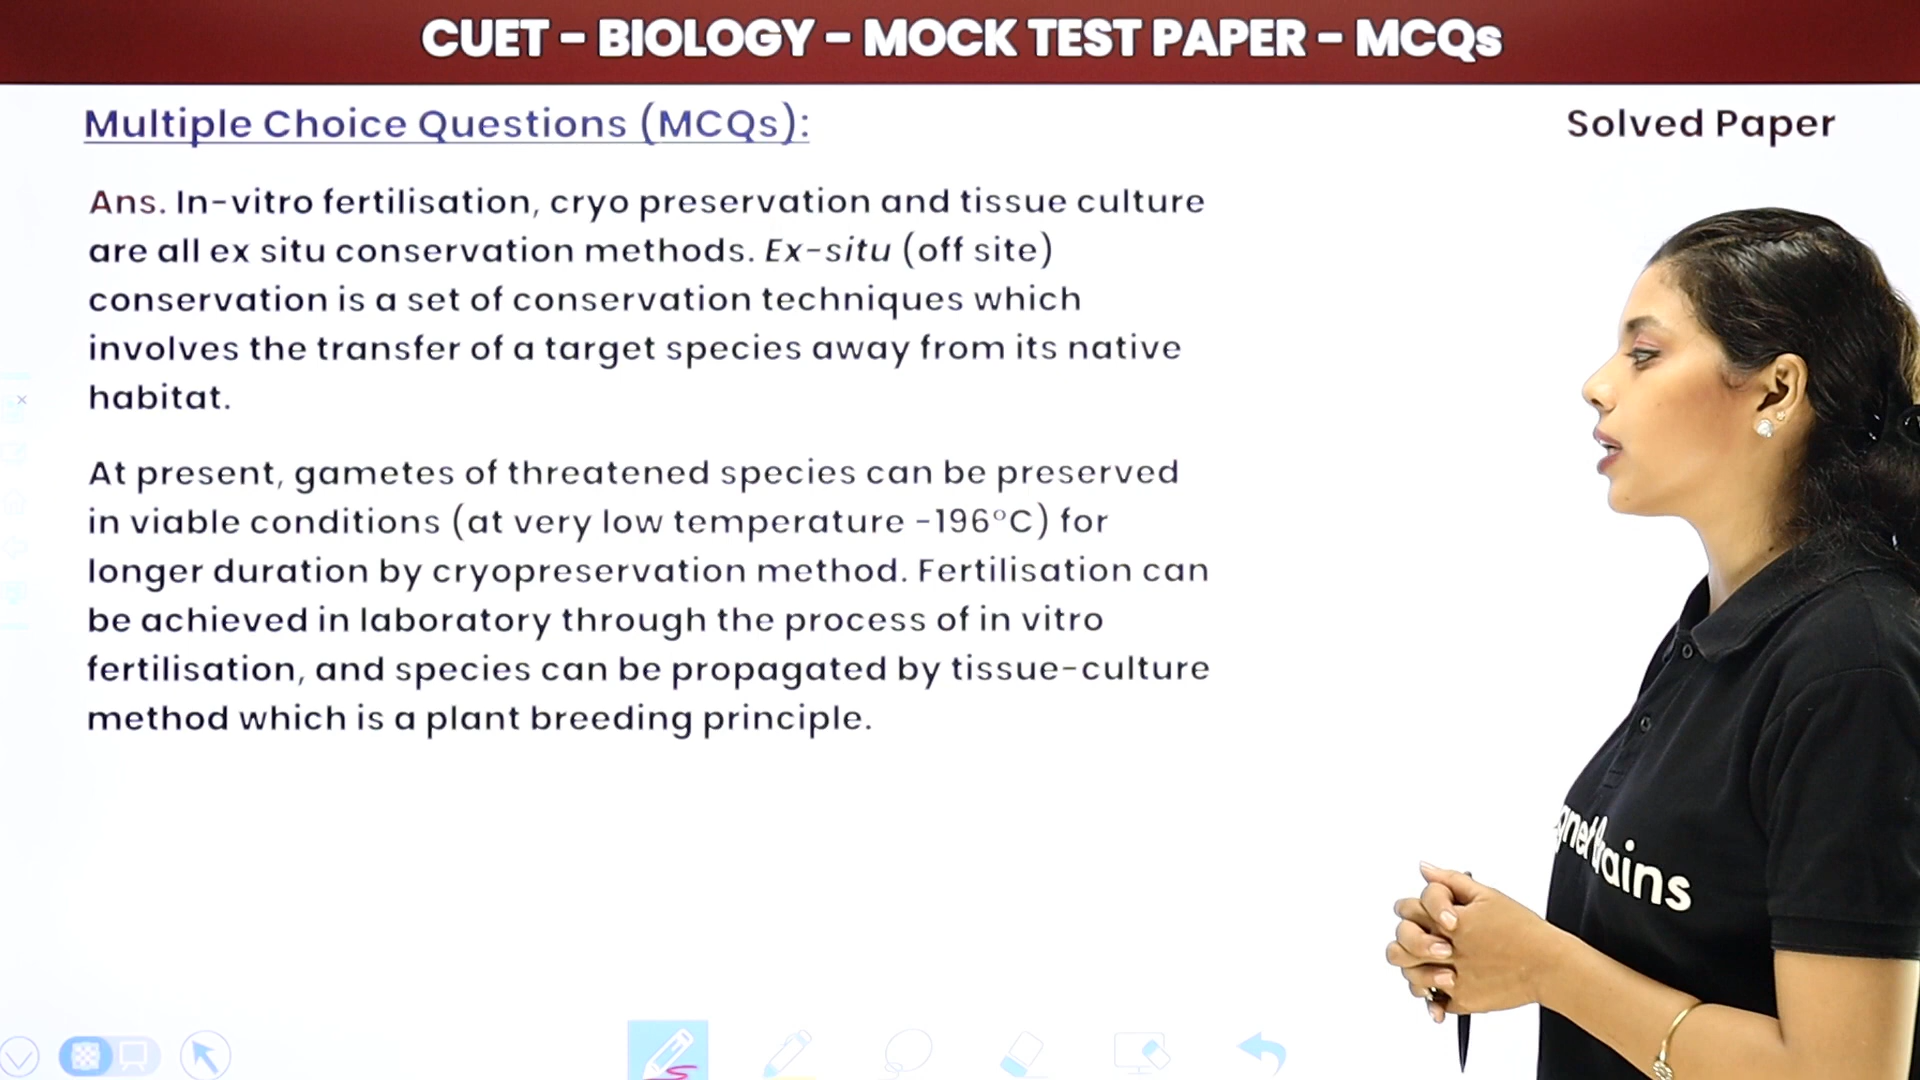 CUET - BIOLOGY - MOCK TEST PAPER - MCQs
Multiple Choice Questions (MCQs):
Solved Paper
Ans. In-vitro fertilisation, cryo preservation and tissue culture
are all ex situ conservation methods. Ex-situ (off site)
conservation is a set of conservation techniques which
involves the transfer of a target species away from its native
habitat.
At present, gametes of threatened species can be preserved
in viable conditions (at very low temperature -196°C) for
longer duration by cryopreservation method. Fertilisation can
be achieved in laboratory through the process of in vitro
fertilisation, and species can be propagated by tissue-culture
method which is a plant breeding principle.